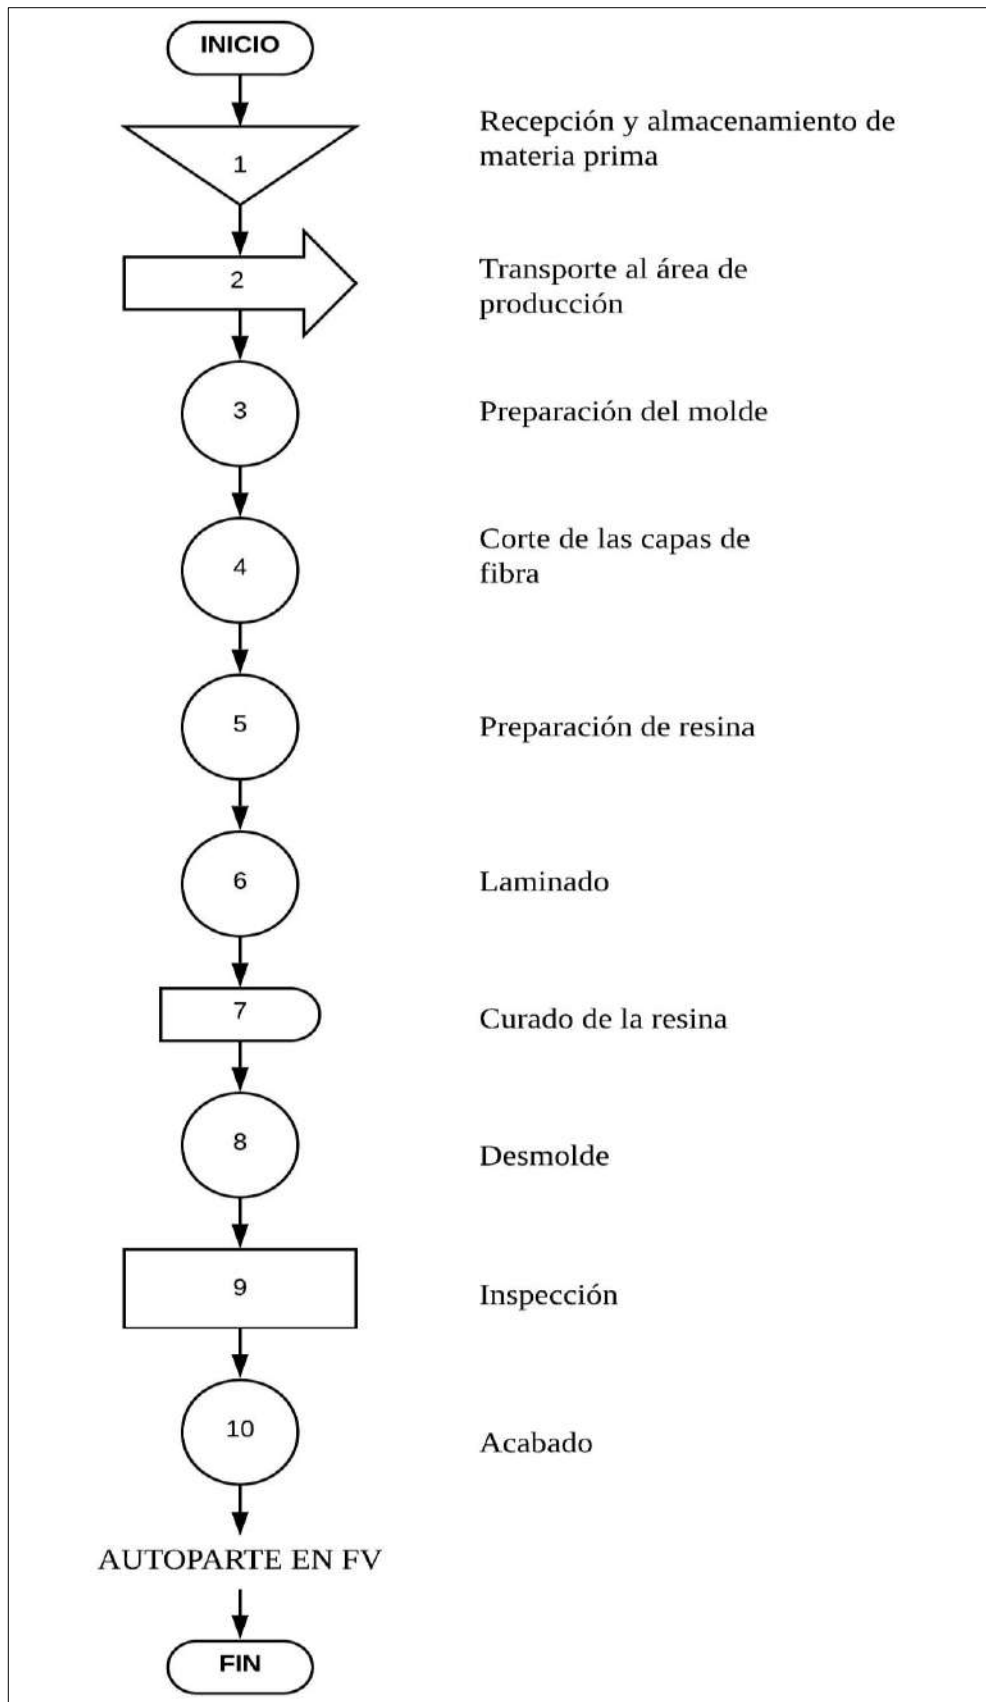 INICIO
1
Recepción y almacenamiento de
materia prima
2
Transporte al área de
producción
3
Preparación del molde
4
Corte de las capas de
fibra
5
Preparación de resina
6
Laminado
7
Curado de la resina
8
Desmolde
9
Inspección
10
Acabado
AUTOPARTE EN FV
FIN